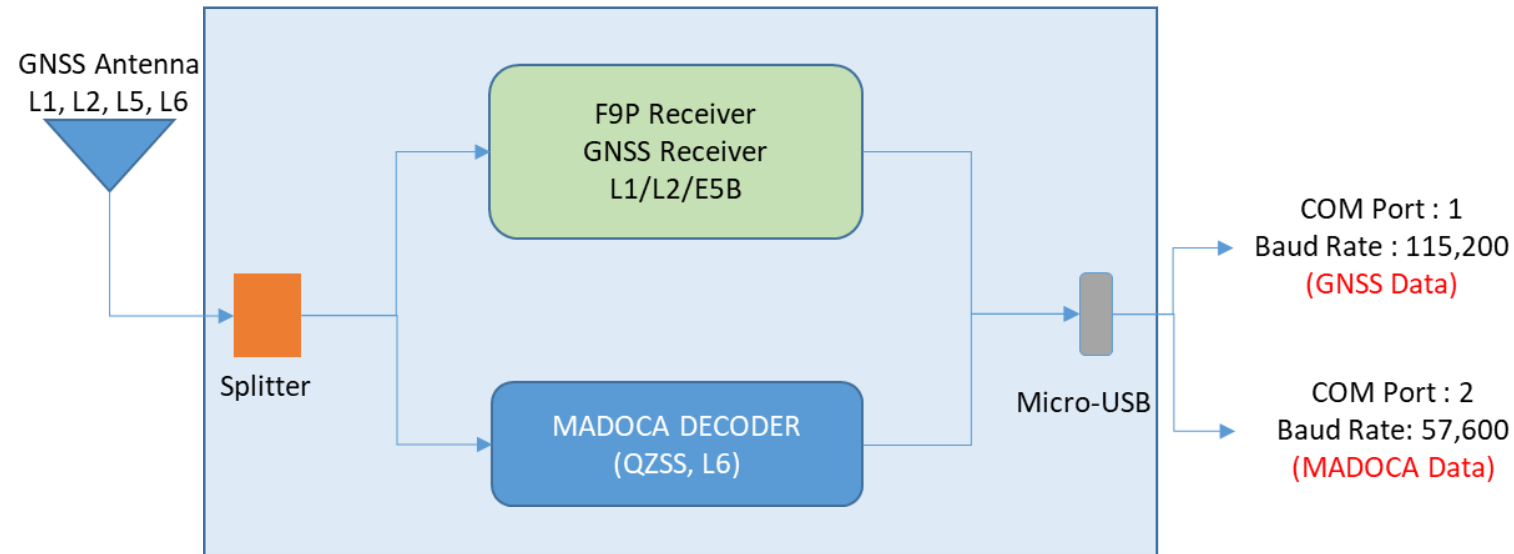 GNSS Antenna
L1, L2, L5, L6
F9P Receiver
GNSS Receiver
L1/L2/E5B
Splitter
MADOCA DECODER
(QZSS, L6)
Micro-USB
COM Port : 1
Baud Rate : 115,200
(GNSS Data)
COM Port : 2
Baud Rate: 57,600
(MADOCA Data)